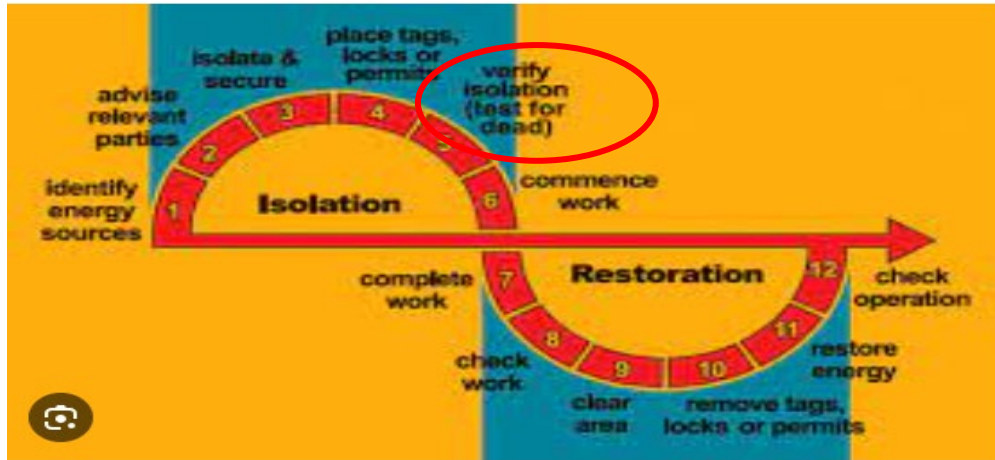 place tags,
locks or
permits
isolate &
secure
verify
isolation
(test for
dead)
advise
relevant
parties
3
4
2
5
identify
energy
sources
1
Isolation
6
commence
work
complete
work
7
Restoration
12
check
operation
8
11
check
work
9
10
restore
energy
clear
area
remove tags,
locks or permits